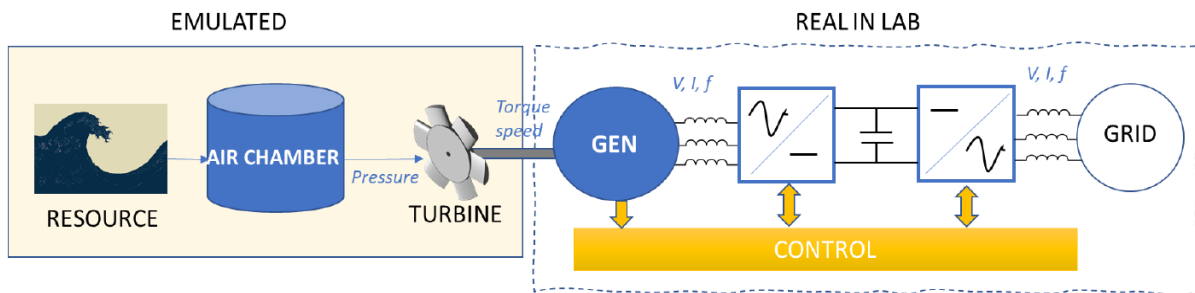 EMULATED
REAL IN LAB
RESOURCE
AIR CHAMBER
Pressure
TURBINE
Torque
speed
GEN
V, I, f
V, I, f
GRID
CONTROL